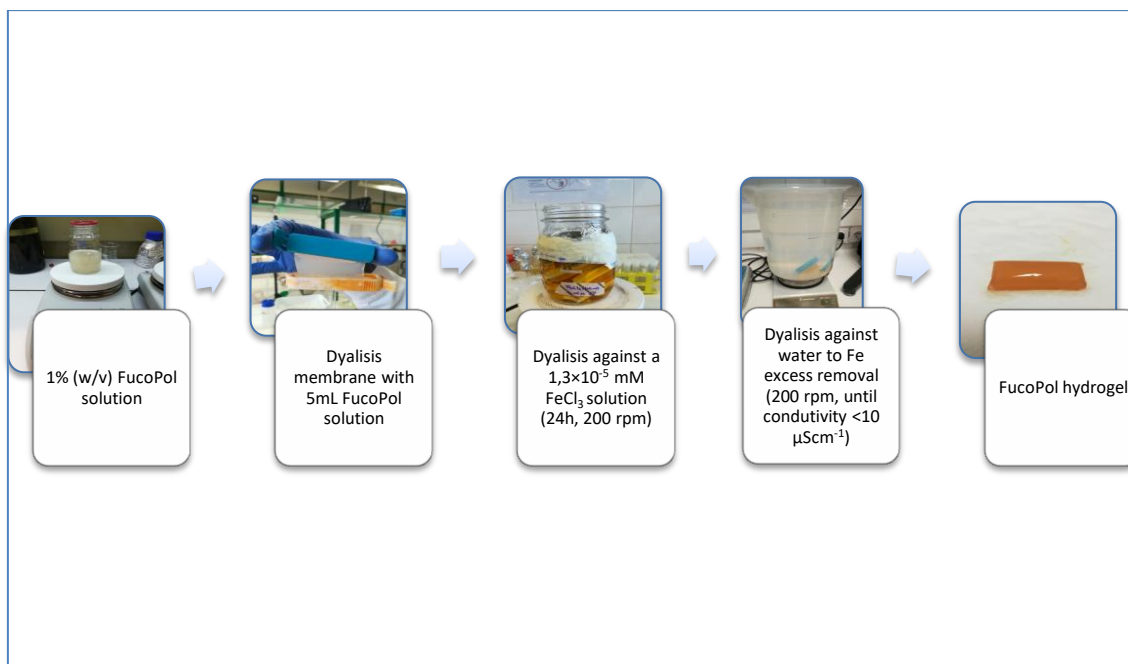 1% (w/v) FucoPol
solution
Dyalisis
membrane with
5mL FucoPol
solution
Dyalisis against a
1,3×10⁻⁵ mM
FeCl₃ solution
(24h, 200 rpm)
Dyalisis against
water to Fe
excess removal
(200 rpm, until
condutivity <10
µScm⁻¹)
FucoPol hydrogel